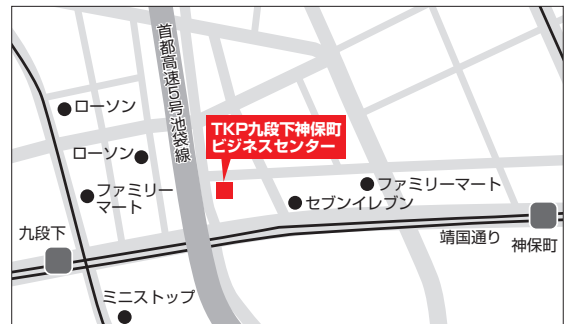 首都高速5号池袋線
ローソン
TKP九段下神保町
ビジネスセンター
ローソン
ファミリー
マート
ファミリーマート
セブンイレブン
九段下
靖国通り
神保町
ミニストップ